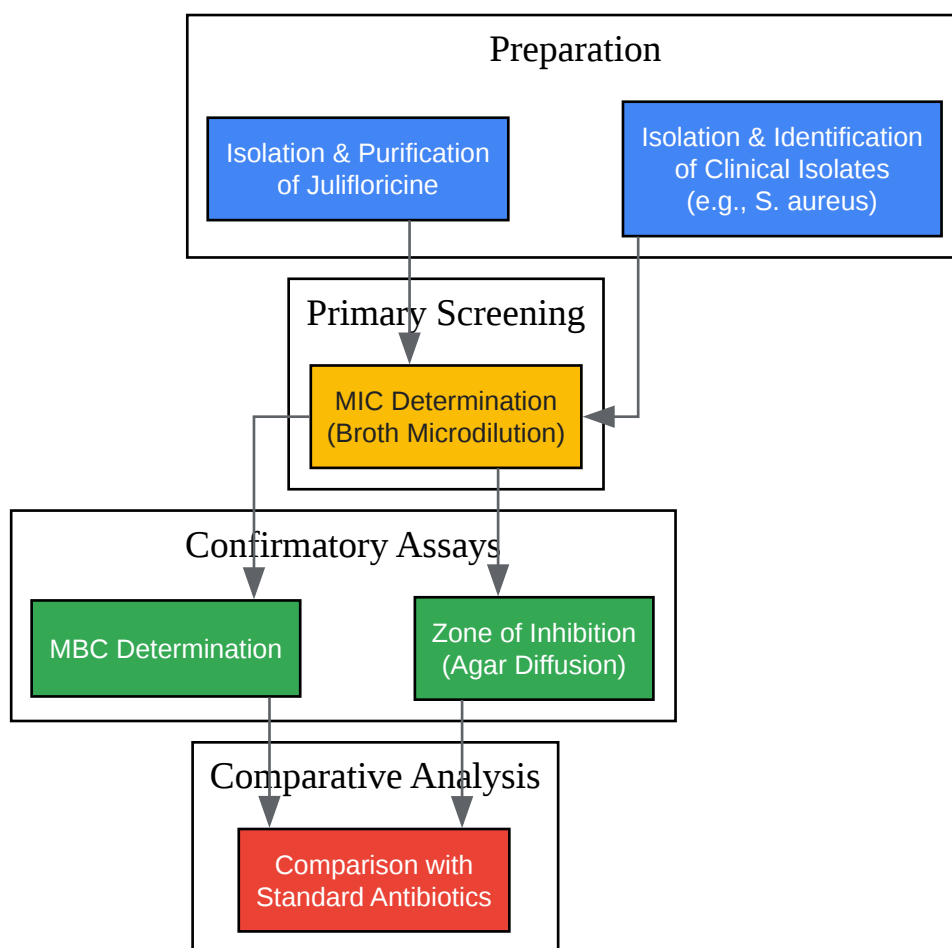 Preparation
Isolation & Purification
of Julifloricine
Isolation & Identification
of Clinical Isolates
(e.g., S. aureus)
Primary Screening
MIC Determination
(Broth Microdilution)
Confirmatory Assays
MBC Determination
Zone of Inhibition
(Agar Diffusion)
Comparative Analysis
Comparison with
Standard Antibiotics